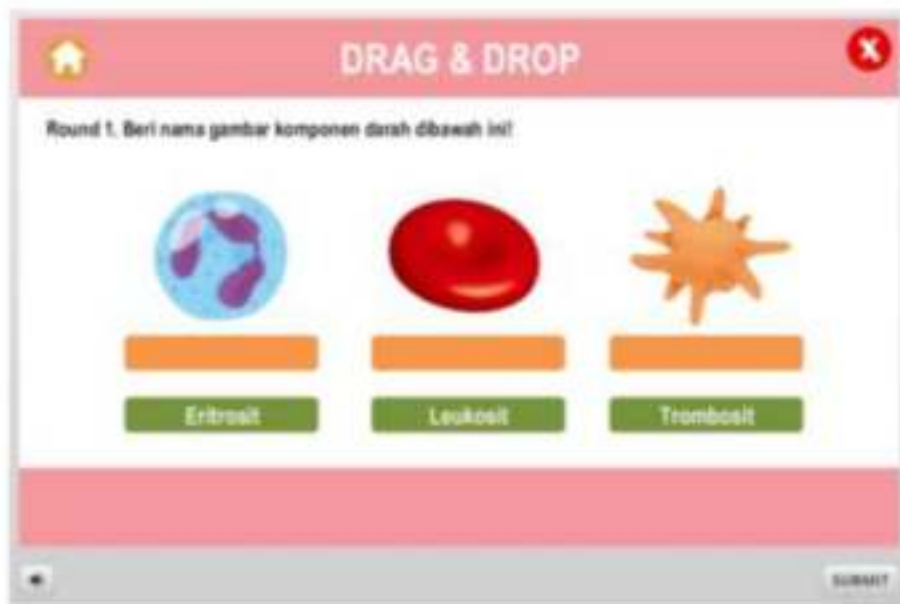 DRAG & DROP
X
Round 1. Beri nama gambar komponen darah dibawah ini!
Eritrosit
Leukosit
Trombosit
SUBMIT